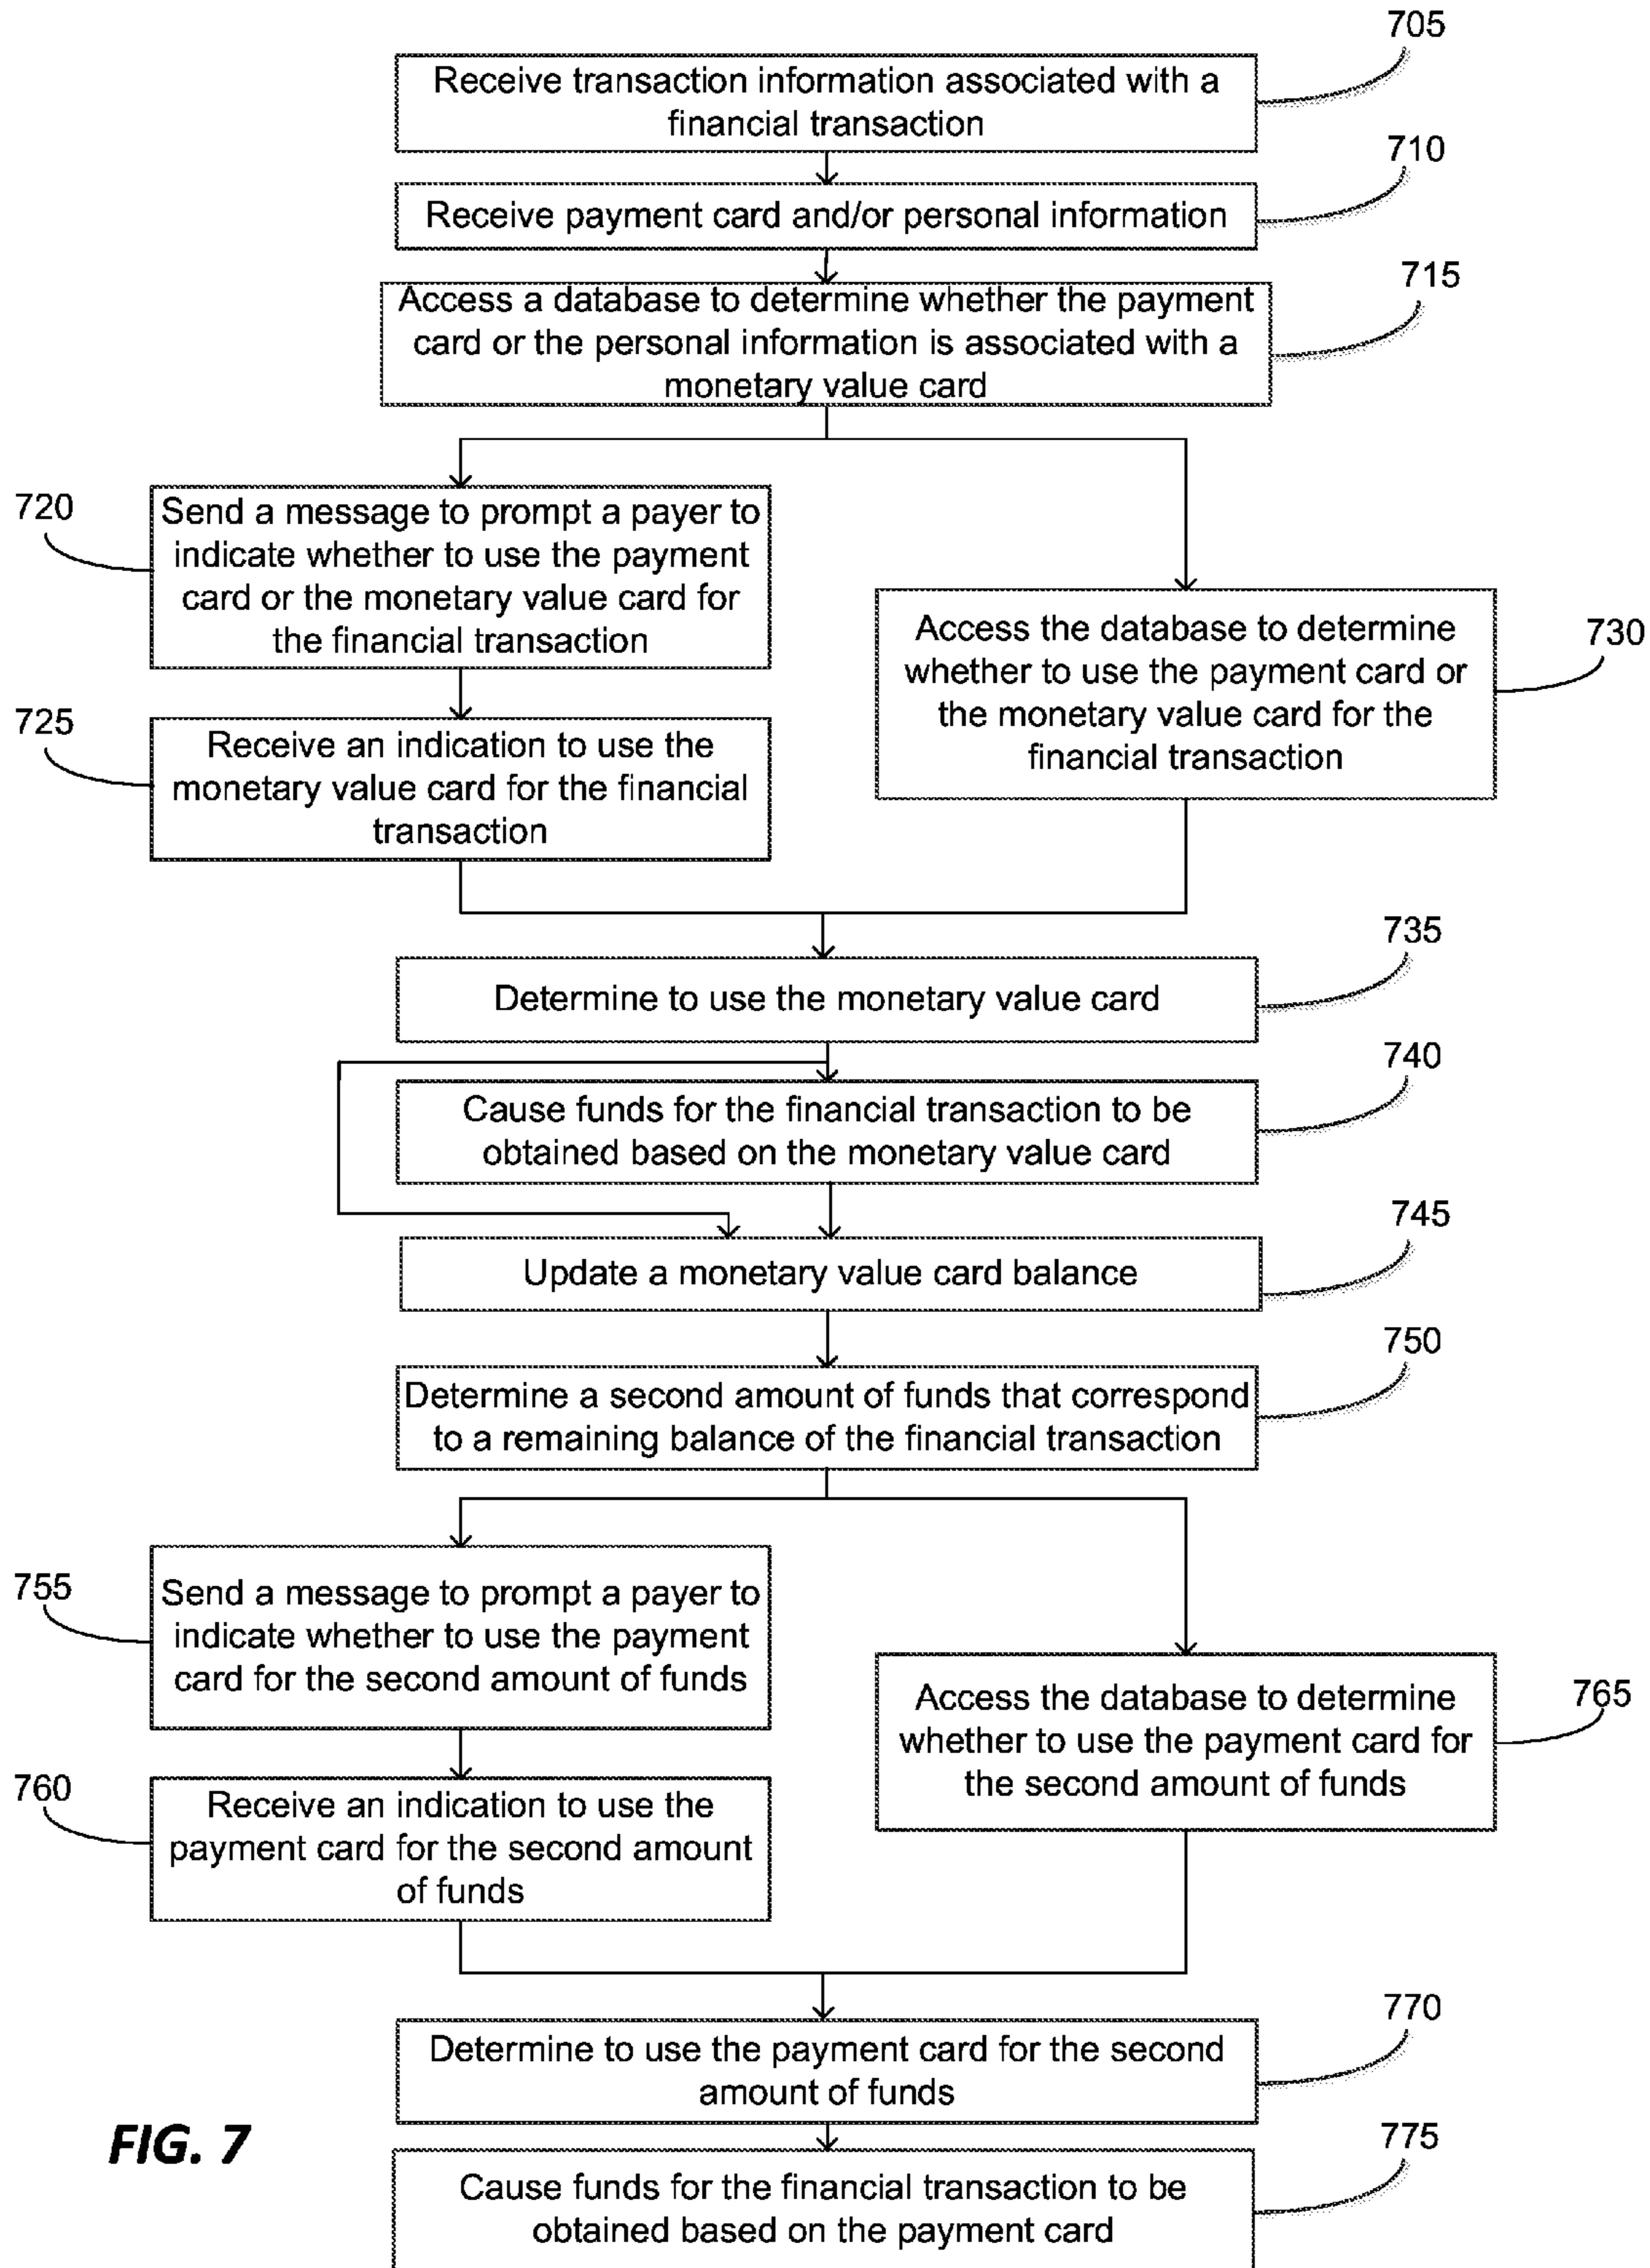 705
Receive transaction information associated with a
financial transaction
710
Receive payment card and/or personal information
715
Access a database to determine whether the payment
card or the personal information is associated with a
monetary value card
720
Send a message to prompt a payer to
indicate whether to use the payment
card or the monetary value card for
the financial transaction
730
Access the database to determine
whether to use the payment card or
the monetary value card for the
financial transaction
725
Receive an indication to use the
monetary value card for the financial
transaction
735
Determine to use the monetary value card
740
Cause funds for the financial transaction to be
obtained based on the monetary value card
745
Update a monetary value card balance
750
Determine a second amount of funds that correspond
to a remaining balance of the financial transaction
755
Send a message to prompt a payer to
indicate whether to use the payment
card for the second amount of funds
765
Access the database to determine
whether to use the payment card for
the second amount of funds
760
Receive an indication to use the
payment card for the second amount
of funds
770
Determine to use the payment card for the second
amount of funds
775
Cause funds for the financial transaction to be
obtained based on the payment card
FIG. 7